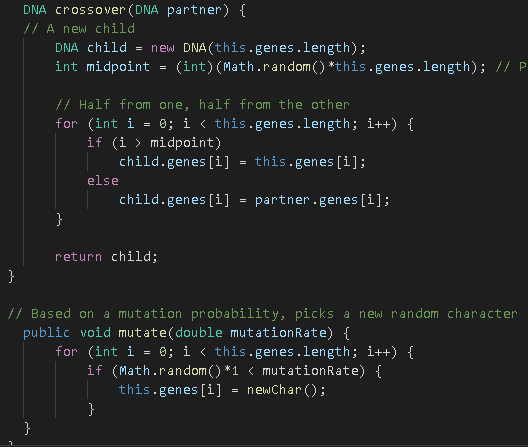 DNA crossover(DNA partner) {
// A new child
DNA child = new DNA(this.genes.length);
int midpoint = (int)(Math.random()*this.genes.length); // P
// Half from one, half from the other
for (int i = 0; i < this.genes.length; i++) {
if (i > midpoint)
child.genes[i] = this.genes[i];
else
child.genes[i] = partner.genes[i];
}
return child;
}
// Based on a mutation probability, picks a new random character
public void mutate(double mutationRate) {
for (int i = 0; i < this.genes.length; i++) {
if (Math.random()*1 < mutationRate) {
this.genes[i] = newChar();
}
}
}